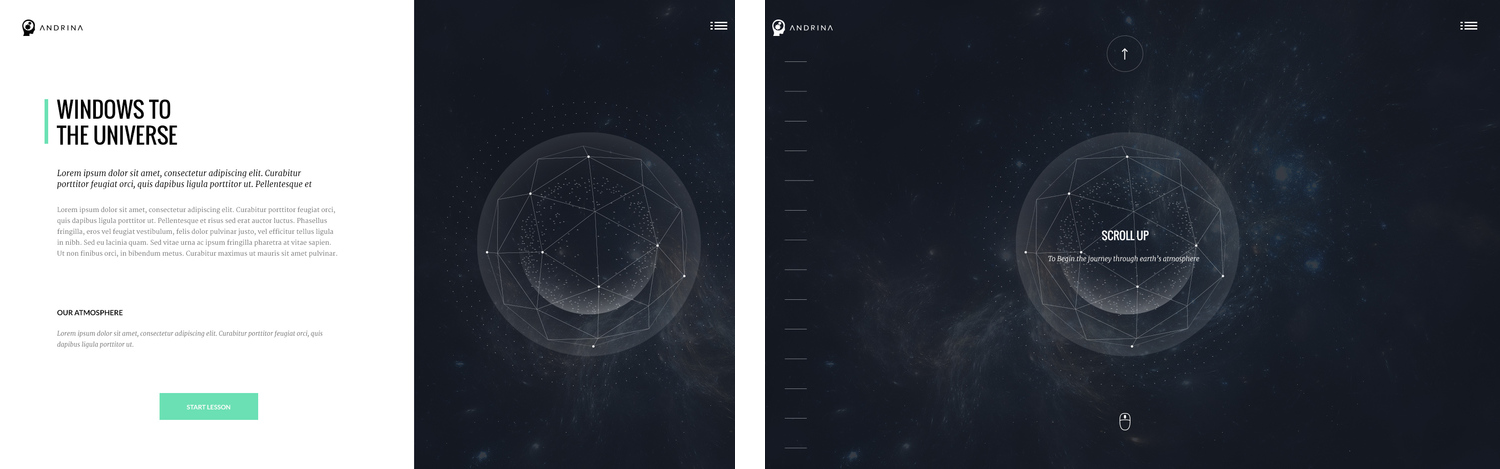 ANDRINA
WINDOWS TO
THE UNIVERSE
Lorem ipsum dolor sit amet, consectetur adipiscing elit. Curabitur
porttitor feugiat orci, quis dapibus ligula porttitor ut. Pellentesque et
Lorem ipsum dolor sit amet, consectetur adipiscing elit. Curabitur porttitor feugiat orci,
quis dapibus ligula porttitor ut. Pellentesque et risus sed erat auctor luctus. Phasellus
fringilla, eros vel feugiat vestibulum, felis dolor pulvinar justo, vel efficitur tellus ligula
in nibh. Sed eu lacinia quam. Sed vitae urna ac ipsum fringilla pharetra at vitae sapien.
Ut non finibus orci, in bibendum metus. Curabitur maximus ut mauris sit amet pulvinar.
OUR ATMOSPHERE
Lorem ipsum dolor sit amet, consectetur adipiscing elit. Curabitur porttitor feugiat orci, quis
dapibus ligula porttitor ut.
START LESSON
ANDRINA
SCROLL UP
To Begin the journey through earth's atmosphere